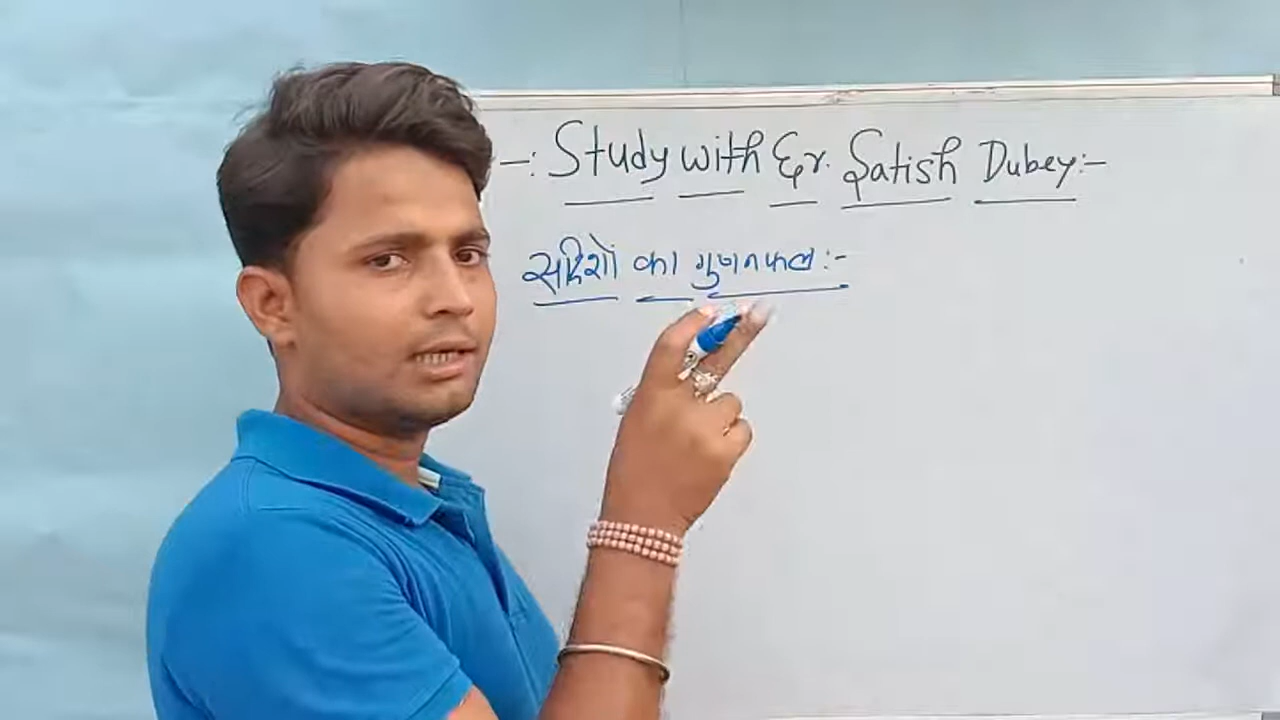 -: Study with Er. Satish Dubey:-
सदिशों का गुणनफल:-